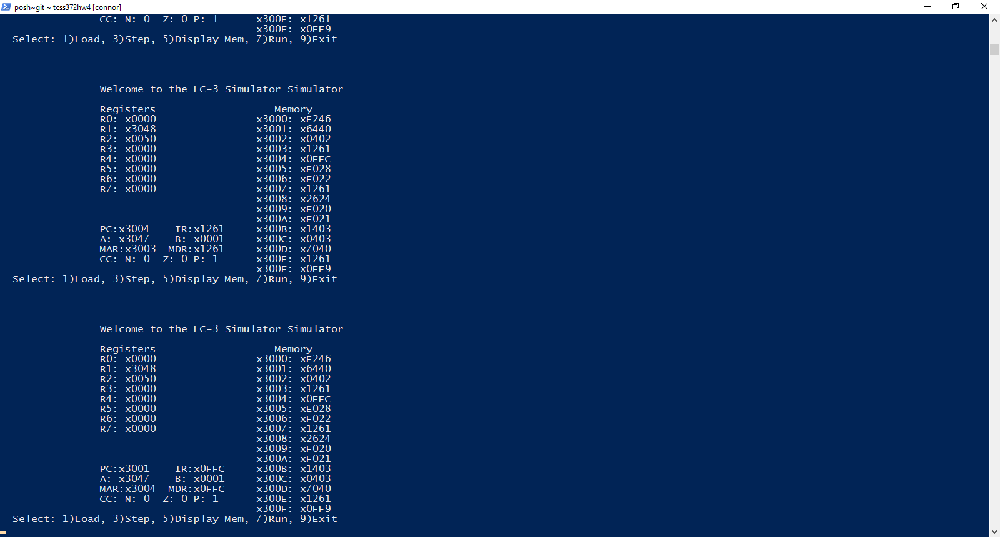 posh~git ~ tcss372hw4 [connor]
CC: N: 0 Z: 0 P: 1 x300E: x1261
x300F: x0FF9
Select: 1)Load, 3)Step, 5)Display Mem, 7)Run, 9)Exit
Welcome to the LC-3 Simulator Simulator
Registers Memory
R0: x0000 x3000: xE246
R1: x3048 x3001: x6440
R2: x0050 x3002: x0402
R3: x0000 x3003: x1261
R4: x0000 x3004: x0FFC
R5: x0000 x3005: xE028
R6: x0000 x3006: xF022
R7: x0000 x3007: x1261
x3008: x2624
x3009: xF020
x300A: xF021
PC:x3004 IR:x1261 x300B: x1403
A: x3047 B: x0001 x300C: x0403
MAR:x3003 MDR:x1261 x300D: x7040
CC: N: 0 Z: 0 P: 1 x300E: x1261
x300F: x0FF9
Select: 1)Load, 3)Step, 5)Display Mem, 7)Run, 9)Exit
Welcome to the LC-3 Simulator Simulator
Registers Memory
R0: x0000 x3000: xE246
R1: x3048 x3001: x6440
R2: x0050 x3002: x0402
R3: x0000 x3003: x1261
R4: x0000 x3004: x0FFC
R5: x0000 x3005: xE028
R6: x0000 x3006: xF022
R7: x0000 x3007: x1261
x3008: x2624
x3009: xF020
x300A: xF021
PC:x3001 IR:x0FFC x300B: x1403
A: x3047 B: x0001 x300C: x0403
MAR:x3004 MDR:x0FFC x300D: x7040
CC: N: 0 Z: 0 P: 1 x300E: x1261
x300F: x0FF9
Select: 1)Load, 3)Step, 5)Display Mem, 7)Run, 9)Exit